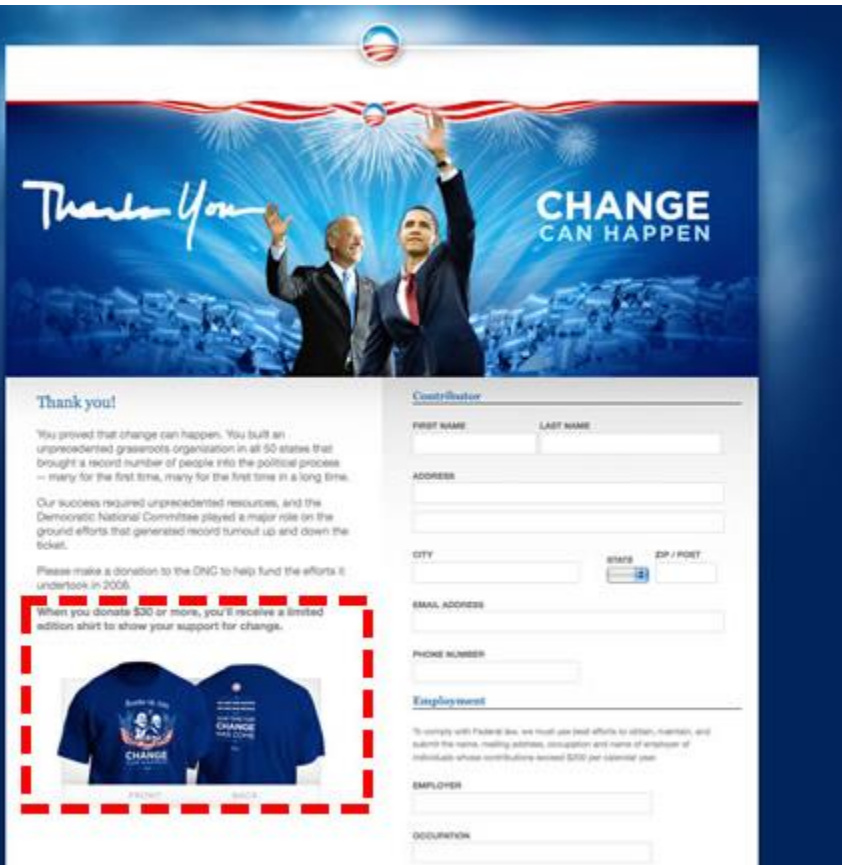 Thank You
CHANGE
CAN HAPPEN
Thank you!
You proved that change can happen. You built an
unprecedented grassroots organization in all 50 states that
brought a record number of people into the political process
— many for the first time, many for the first time in a long time.
Our success required unprecedented resources, and the
Democratic National Committee played a major role on the
ground efforts that generated record turnout up and down the
ticket.
Please make a donation to the DNC to help fund the efforts it
undertook in 2008.
When you donate $30 or more, you'll receive a limited
edition shirt to show your support for change.
CHANGE
CAN HAPPEN
CHANGE
HAS COME
FRONT
BACK
Contributor
FIRST NAME LAST NAME
ADDRESS
CITY STATE ZIP / POST
EMAIL ADDRESS
PHONE NUMBER
Employment
To comply with Federal law, we must use best efforts to obtain, maintain, and
submit the name, mailing address, occupation and name of employer of
individuals whose contributions exceed $200 per calendar year.
EMPLOYER
OCCUPATION